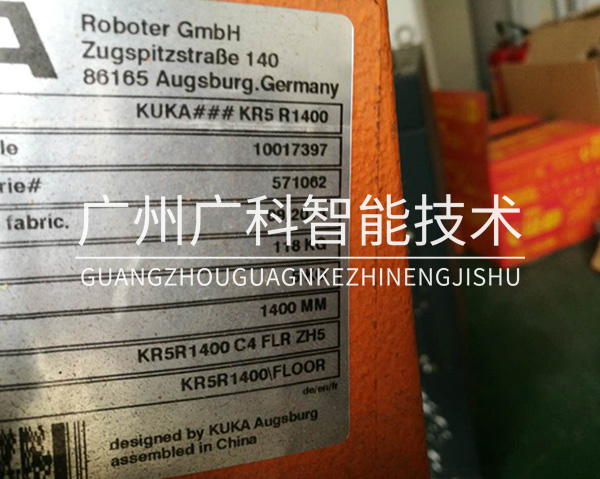 A
Roboter GmbH
Zugspitzstraße 140
86165 Augsburg.Germany
KUKA### KR5 R1400
10017397
571062
fabric.
广州广科智能技术
118 KG
GUANGZHOUGUAGNKEZHINENGJISHU
1400 MM
KR5R1400 C4 FLR ZH5
KR5R1400\FLOOR
de/en/fr
designed by KUKA Augsburg
assembled in China